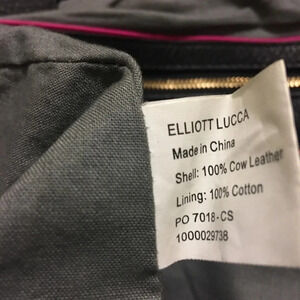 ELLIOTT LUCCA
Made in China
Shell: 100% Cow Leather
Lining: 100% Cotton
PO 7018-CS
1000029738